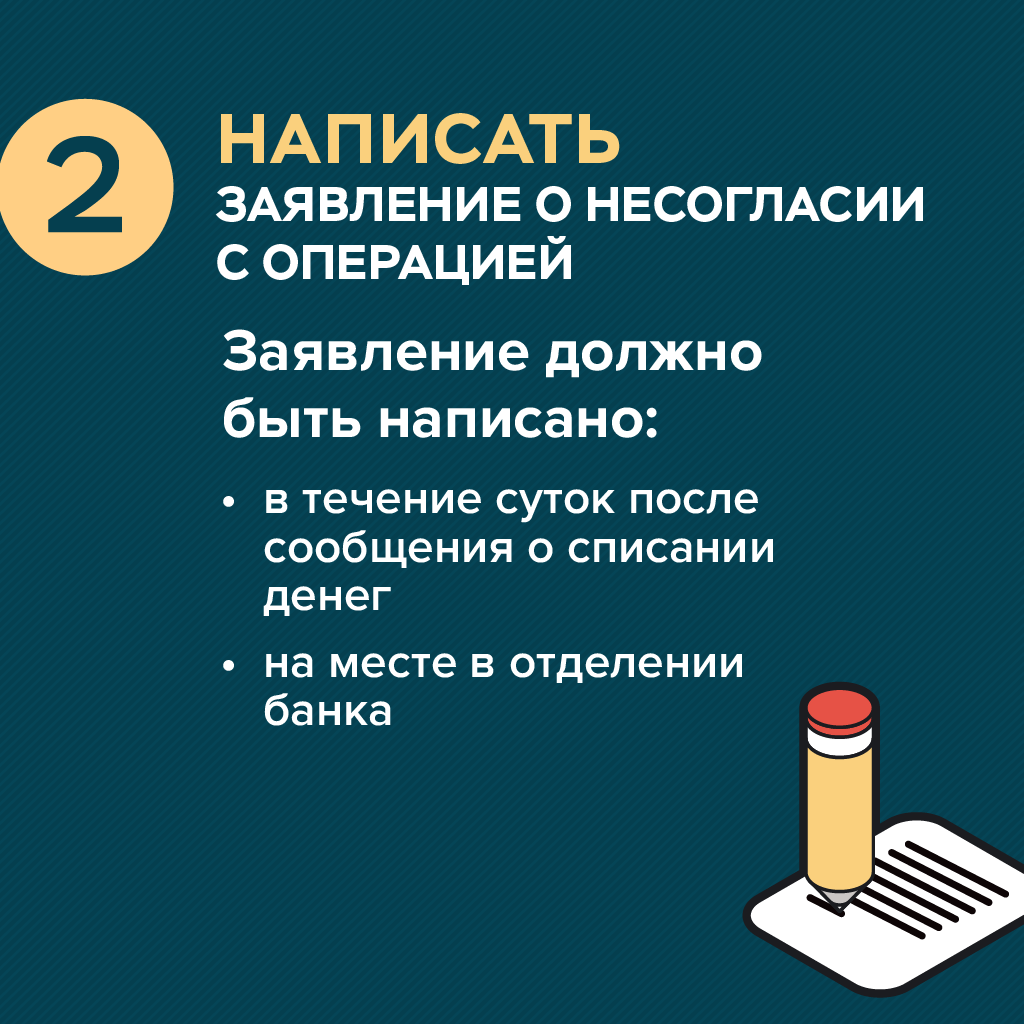 2
НАПИСАТЬ
ЗАЯВЛЕНИЕ О НЕСОГЛАСИИ
С ОПЕРАЦИЕЙ
Заявление должно
быть написано:
• в течение суток после
сообщения о списании
денег
• на месте в отделении
банка